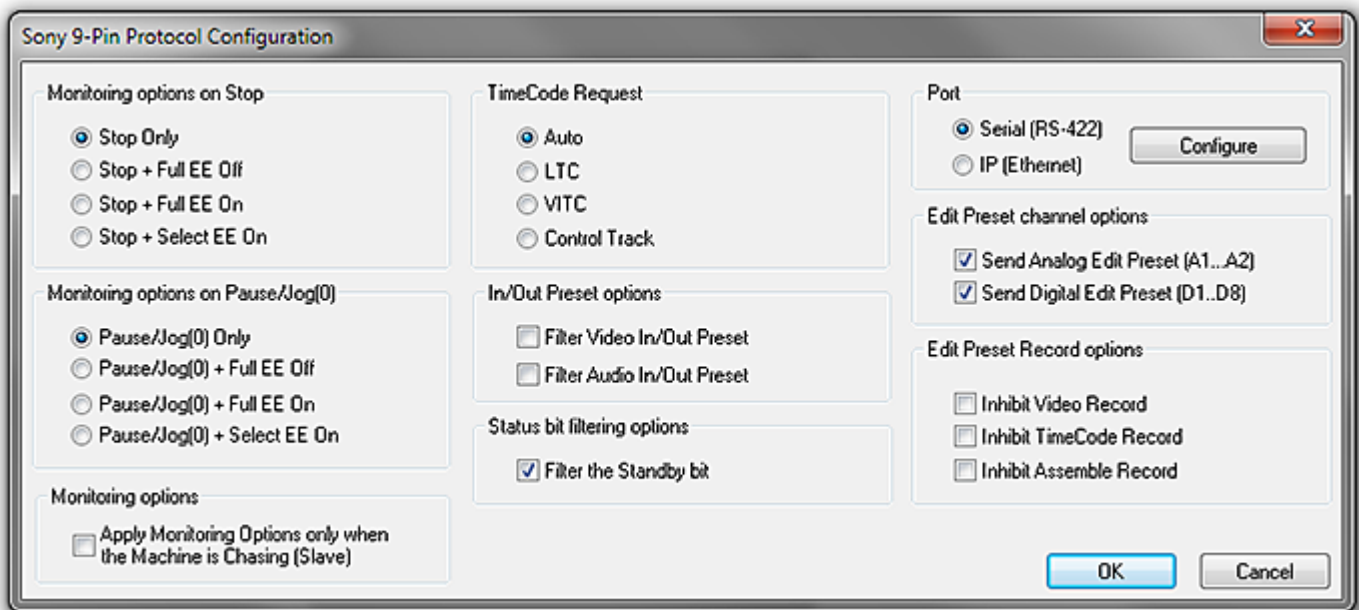 Sony 9-Pin Protocol Configuration
Monitoring options on Stop
Stop Only
Stop + Full EE Off
Stop + Full EE On
Stop + Select EE On
Monitoring options on Pause/Jog(0)
Pause/Jog(0) Only
Pause/Jog(0) + Full EE Off
Pause/Jog(0) + Full EE On
Pause/Jog(0) + Select EE On
Monitoring options
Apply Monitoring Options only when
the Machine is Chasing (Slave)
TimeCode Request
Auto
LTC
VITC
Control Track
In/Out Preset options
Filter Video In/Out Preset
Filter Audio In/Out Preset
Status bit filtering options
Filter the Standby bit
Port
Serial (RS-422)
IP (Ethernet)
Configure
Edit Preset channel options
Send Analog Edit Preset (A1...A2)
Send Digital Edit Preset (D1..D8)
Edit Preset Record options
Inhibit Video Record
Inhibit TimeCode Record
Inhibit Assemble Record
OK
Cancel